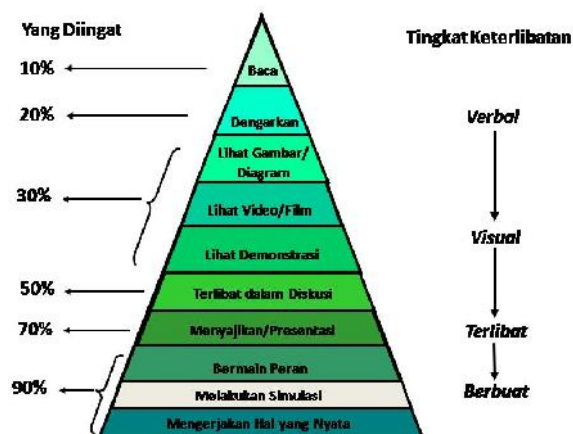 Yang Diingat
Tingkat Keterlibatan
10%
Baca
20%
Dengarkan
Verbal
Lihat Gambar/
Diagram
30%
Lihat Video/Film
Visual
Lihat Demonstrasi
50%
Terlibat dalam Diskusi
70%
Menyajikan/Presentasi
Terlibat
Bermain Peran
90%
Melakukan Simulasi
Berbuat
Mengerjakan Hal yang Nyata